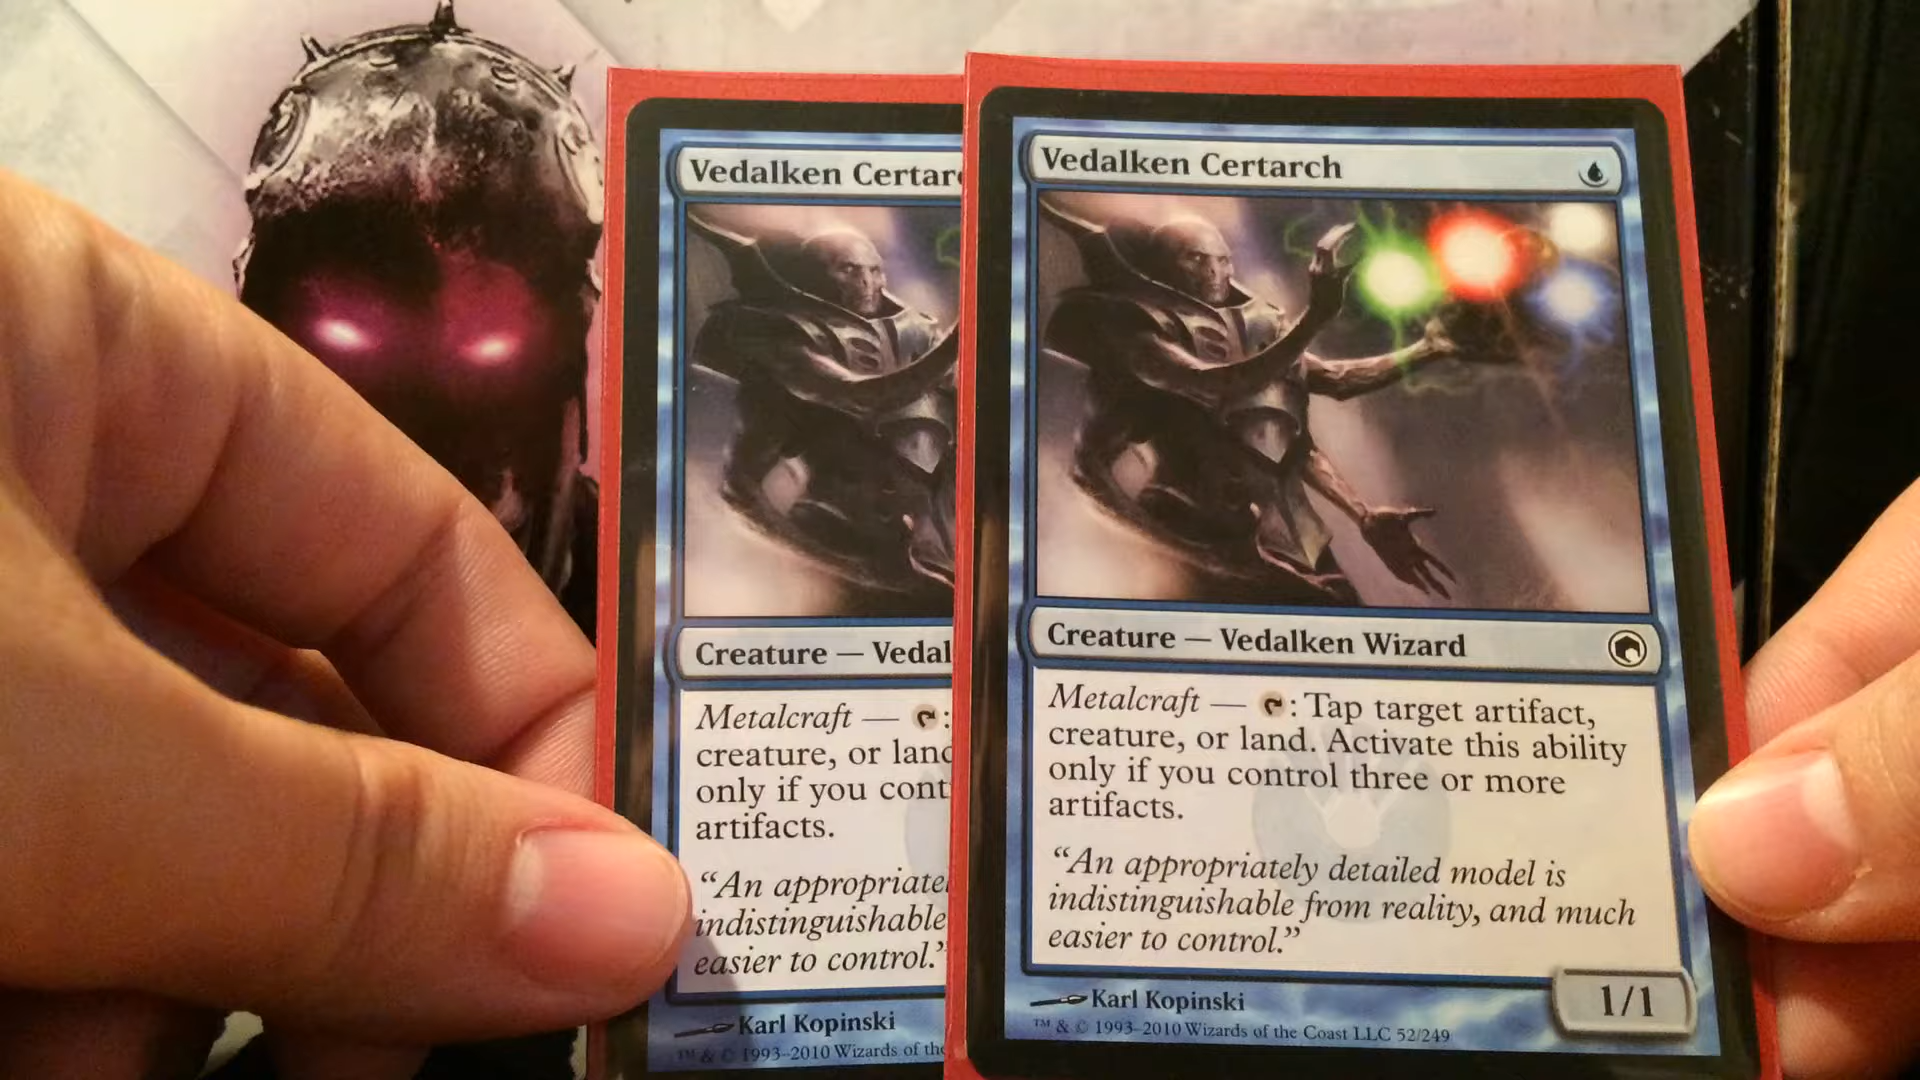 Vedalken Certar
Creature — Vedal
Metalcraft — :
creature, or land
only if you cont
artifacts.
“An appropriate
indistinguishable
easier to control.”
Karl Kopinski
™ & © 1993–2010 Wizards of the
Vedalken Certarch
Creature — Vedalken Wizard
Metalcraft — : Tap target artifact,
creature, or land. Activate this ability
only if you control three or more
artifacts.
“An appropriately detailed model is
indistinguishable from reality, and much
easier to control.”
1/1
Karl Kopinski
™ & © 1993–2010 Wizards of the Coast LLC 52/249